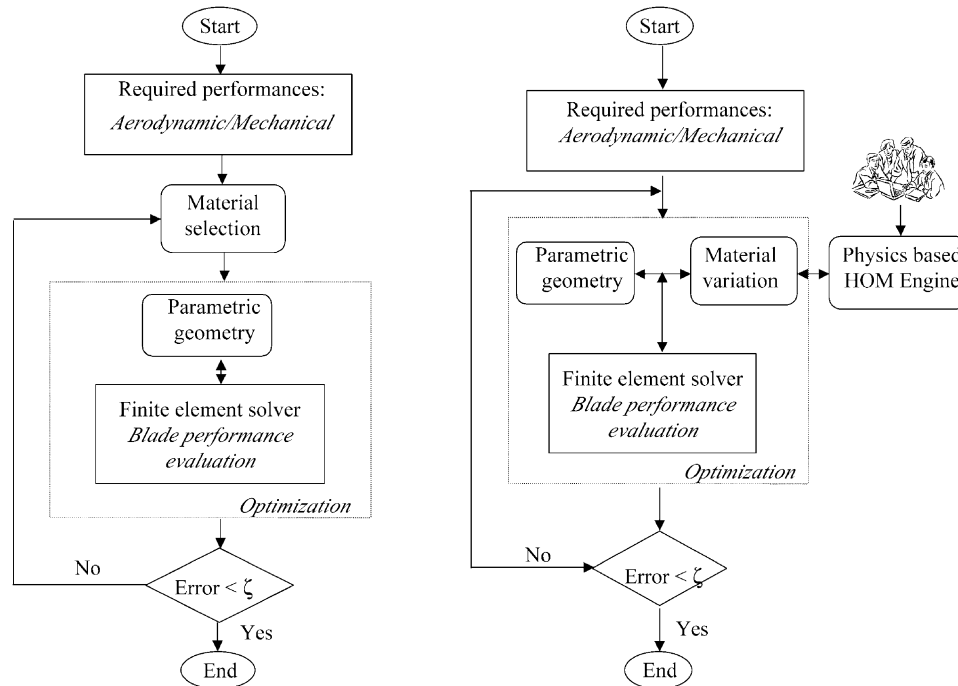 Start
Required performances:
Aerodynamic/Mechanical
Material
selection
Parametric
geometry
Finite element solver
Blade performance
evaluation
Optimization
No
Error < ζ
Yes
End
Start
Required performances:
Aerodynamic/Mechanical
Parametric
geometry
Material
variation
Physics based
HOM Engine
Finite element solver
Blade performance
evaluation
Optimization
No
Error < ζ
Yes
End